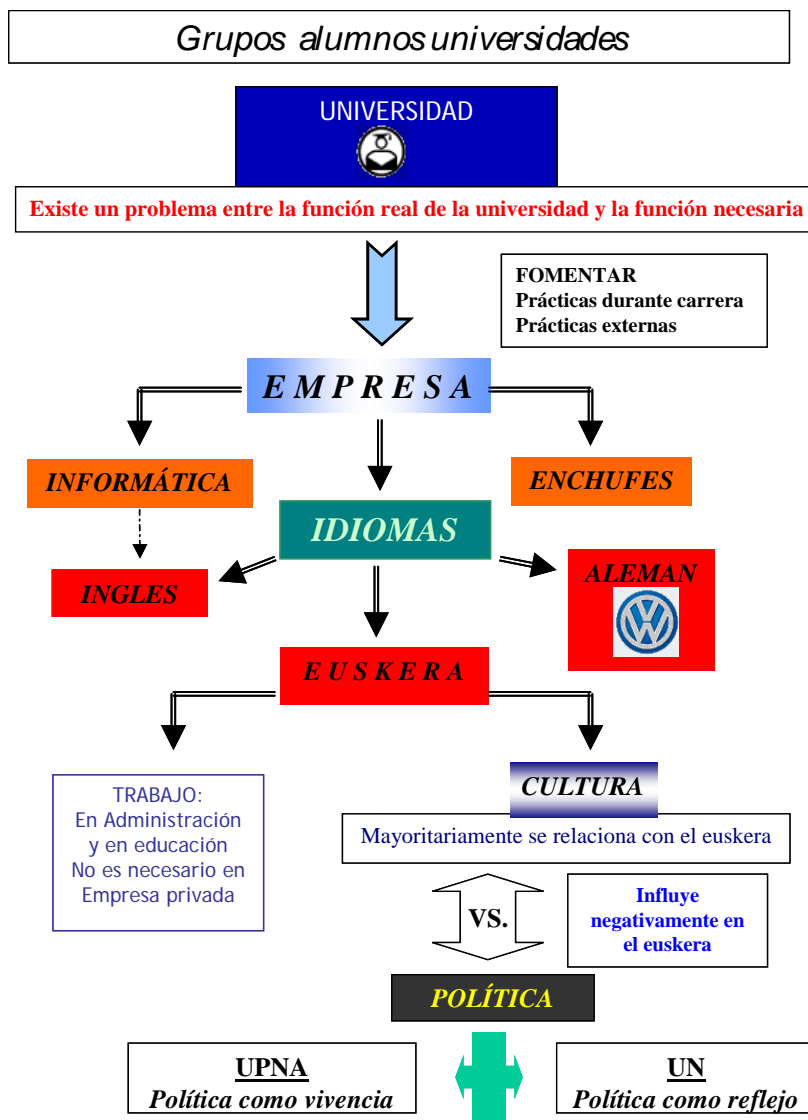 Grupos alumnos universidades
UNIVERSIDAD
Existe un problema entre la función real de la universidad y la función necesaria
FOMENTAR
Prácticas durante carrera
Prácticas externas
E M P R E S A
INFORMÁTICA
ENCHUFES
IDIOMAS
INGLES
ALEMAN
VW
E U S K E R A
TRABAJO:
En Administración
y en educación
No es necesario en
Empresa privada
CULTURA
Mayoritariamente se relaciona con el euskera
VS.
Influye
negativamente en
el euskera
POLÍTICA
UPNA
Política como vivencia
UN
Política como reflejo